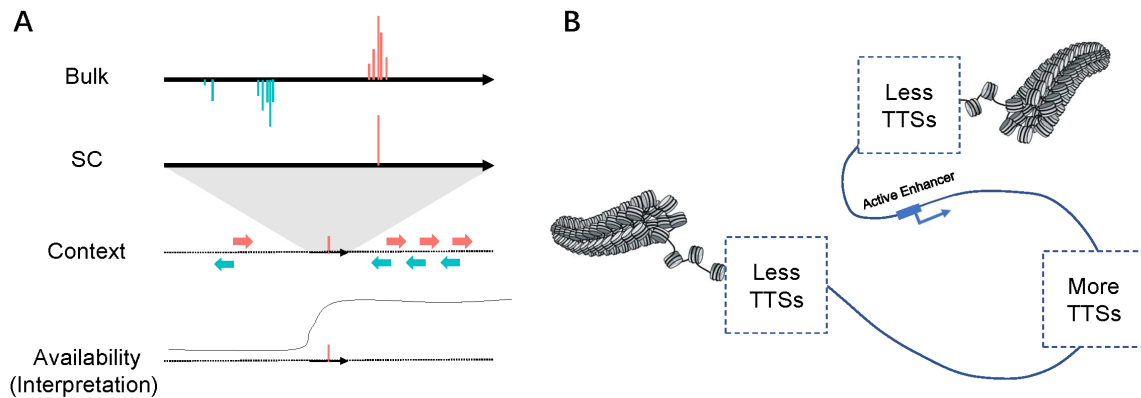 A
Bulk
SC
Context
Availability
(Interpretation)
B
Less
TTSs
Active Enhancer
Less
TTSs
More
TTSs